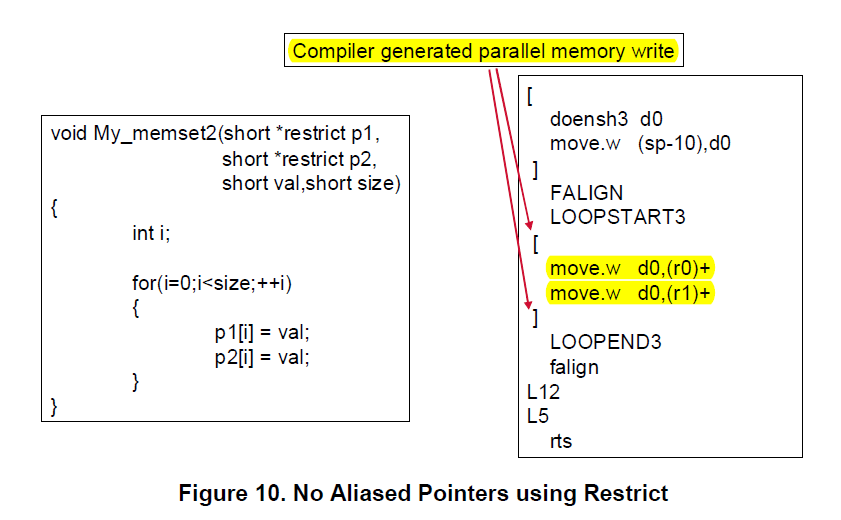 Compiler generated parallel memory write
void My_memset2(short *restrict p1,
short *restrict p2,
short val,short size)
{
int i;
for(i=0;i<size;++i)
{
p1[i] = val;
p2[i] = val;
}
}
[
doensh3 d0
move.w (sp-10),d0
]
FALIGN
LOOPSTART3
[
move.w d0,(r0)+
move.w d0,(r1)+
]
LOOPEND3
falign
L12
L5
rts
Figure 10. No Aliased Pointers using Restrict